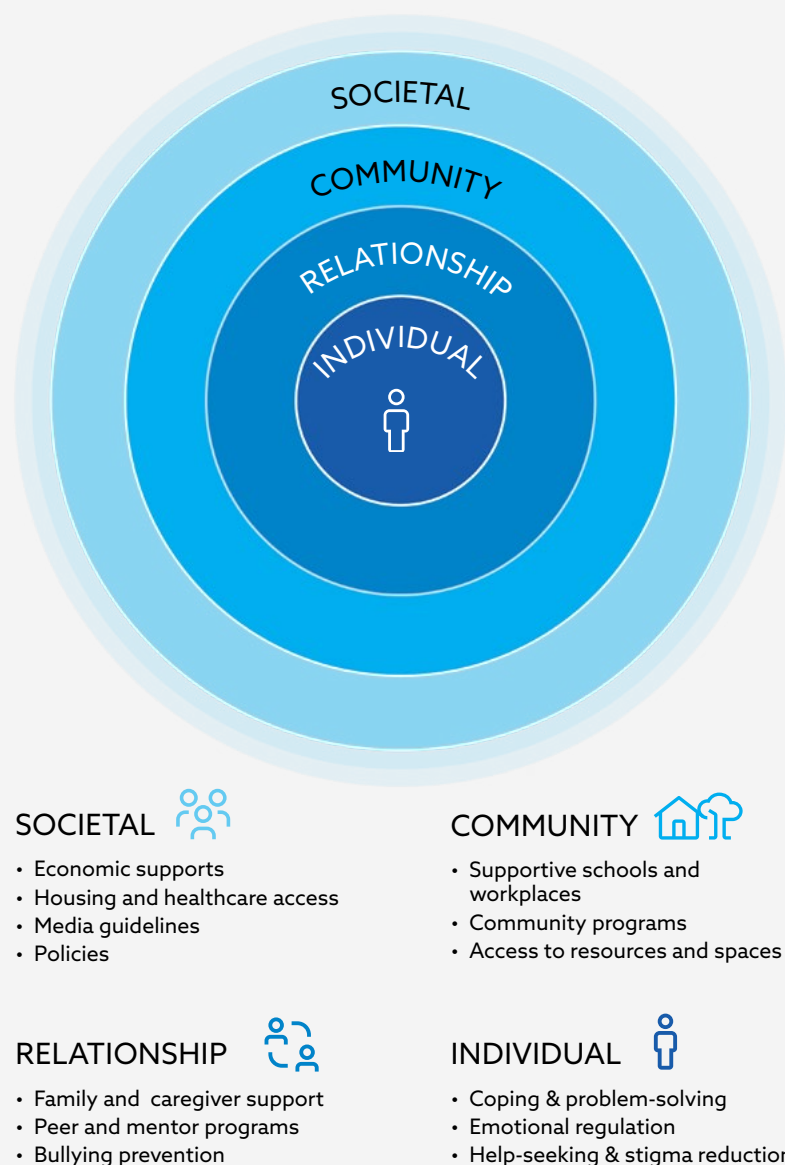 SOCIETAL
COMMUNITY
RELATIONSHIP
INDIVIDUAL
SOCIETAL
• Economic supports
• Housing and healthcare access
• Media guidelines
• Policies
COMMUNITY
• Supportive schools and
workplaces
• Community programs
• Access to resources and spaces
RELATIONSHIP
• Family and caregiver support
• Peer and mentor programs
• Bullying prevention
INDIVIDUAL
• Coping & problem-solving
• Emotional regulation
• Help-seeking & stigma reduction